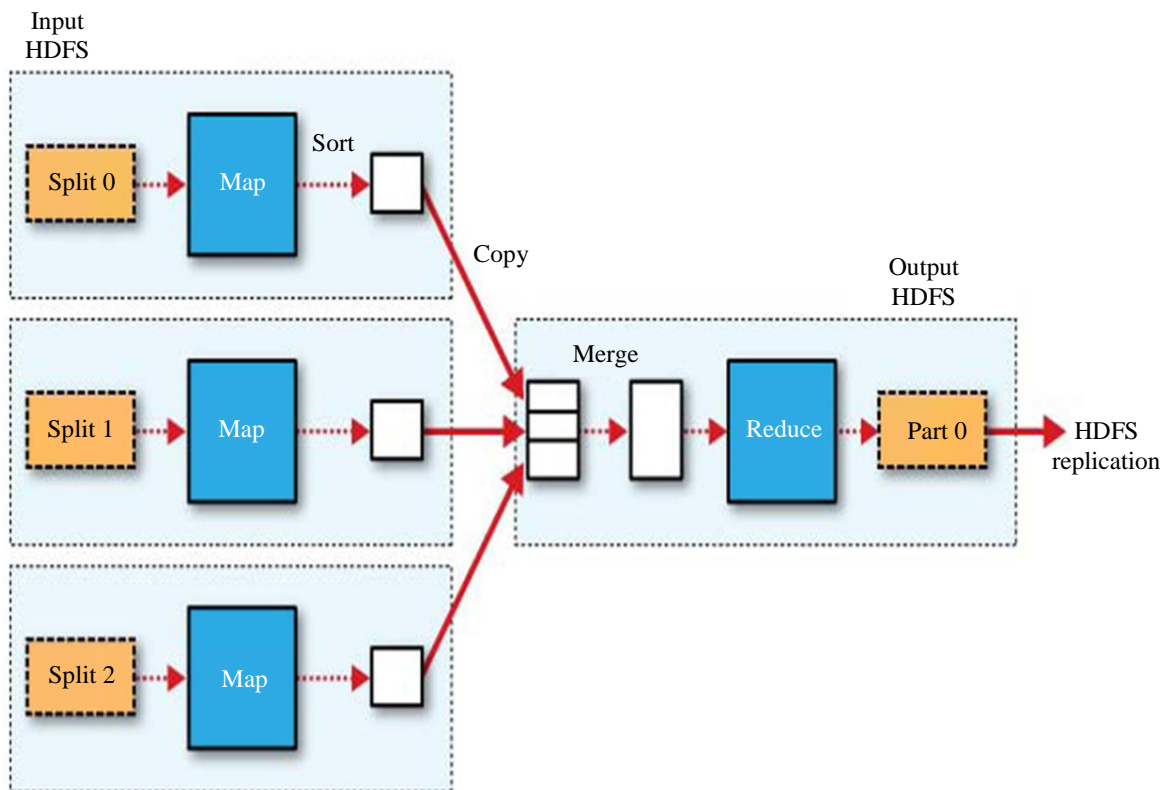 Input
HDFS
Split 0
Map
Sort
Copy
Split 1
Map
Split 2
Map
Output
HDFS
Merge
Reduce
Part 0
HDFS
replication